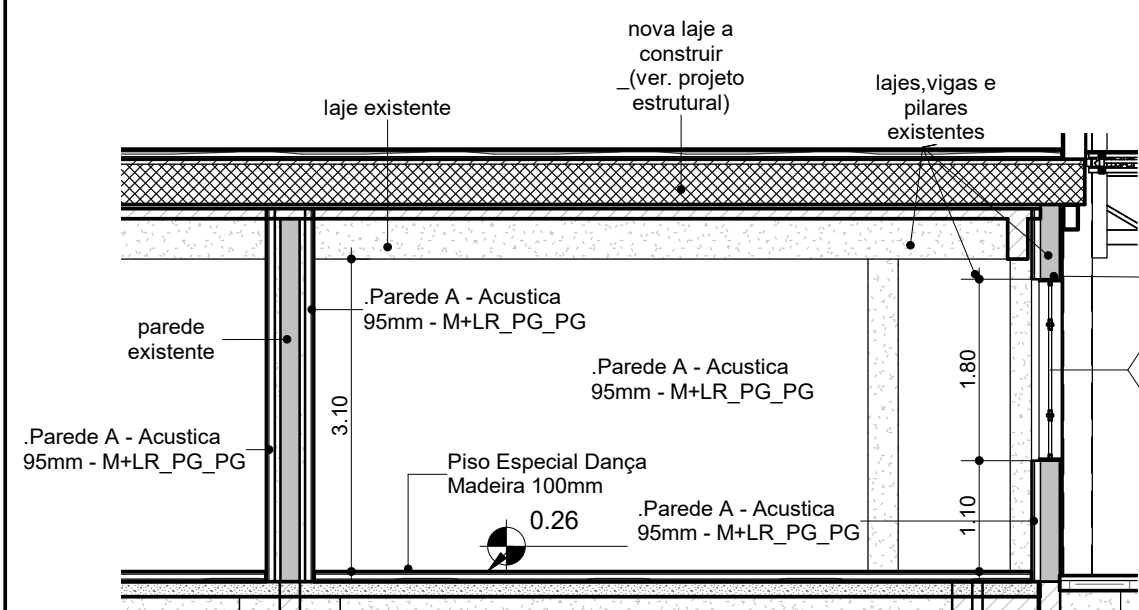 nova laje a
construir
_(ver. projeto
estrutural)
lajes,vigas e
pilares
existentes
laje existente
.Parede A - Acustica
95mm - M+LR_PG_PG
parede
existente
.Parede A - Acustica
95mm - M+LR_PG_PG
1.80
3.10
.Parede A - Acustica
95mm - M+LR_PG_PG
Piso Especial Dança
Madeira 100mm
0.26
.Parede A - Acustica
95mm - M+LR_PG_PG
1.10